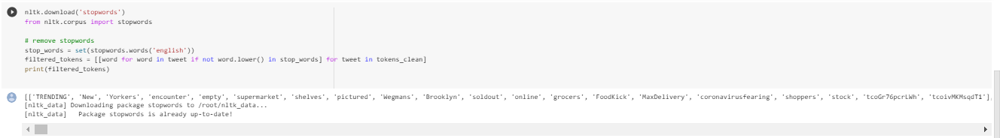 nltk.download('stopwords')
from nltk.corpus import stopwords
# remove stopwords
stop_words = set(stopwords.words('english'))
filtered_tokens = [[word for word in tweet if not word.lower() in stop_words] for tweet in tokens_clean]
print(filtered_tokens)
[['TRENDING', 'New', 'Yorkers', 'encounter', 'empty', 'supermarket', 'shelves', 'pictured', 'Wegmans', 'Brooklyn', 'soldout', 'online', 'grocers', 'FoodKick', 'MaxDelivery', 'coronavirusfearing', 'shoppers', 'stock', 'tcoGr76pcrLWh', 'tcoivMKMsqdT1'],
[nltk_data] Downloading package stopwords to /root/nltk_data...
[nltk_data]   Package stopwords is already up-to-date!